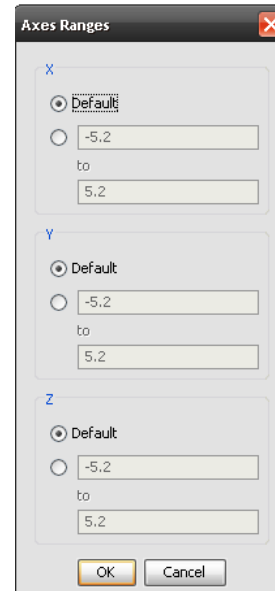 Axes Ranges
X
Default
-5.2
to
5.2
Y
Default
-5.2
to
5.2
Z
Default
-5.2
to
5.2
OK Cancel